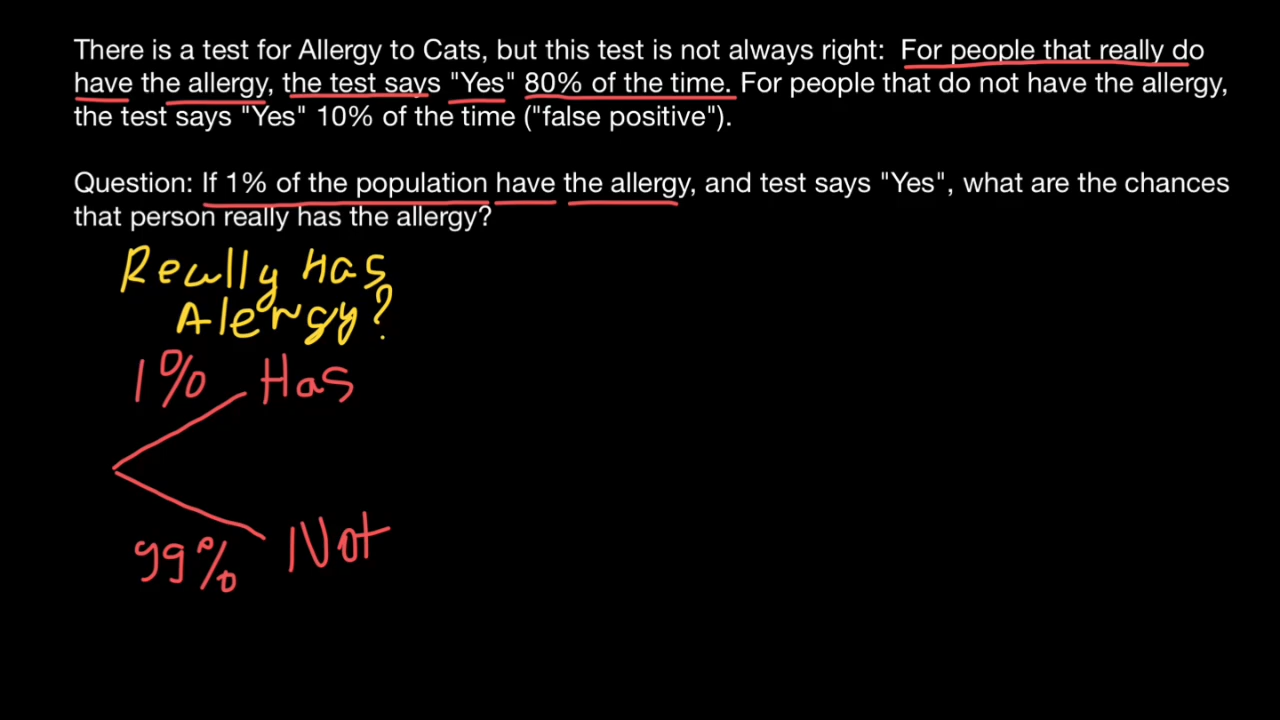 There is a test for Allergy to Cats, but this test is not always right: For people that really do
have the allergy, the test says "Yes" 80% of the time. For people that do not have the allergy,
the test says "Yes" 10% of the time ("false positive").
Question: If 1% of the population have the allergy, and test says "Yes", what are the chances
that person really has the allergy?
Really Has
Alergy?
1% Has
99% Not